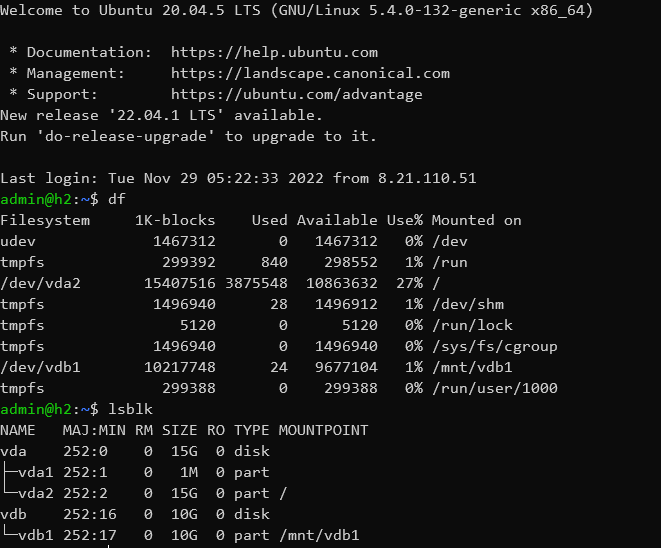 Welcome to Ubuntu 20.04.5 LTS (GNU/Linux 5.4.0-132-generic x86_64)
 * Documentation:  https://help.ubuntu.com
 * Management:     https://landscape.canonical.com
 * Support:        https://ubuntu.com/advantage
New release '22.04.1 LTS' available.
Run 'do-release-upgrade' to upgrade to it.
Last login: Tue Nov 29 05:22:33 2022 from 8.21.110.51
admin@h2:~$ df
Filesystem     1K-blocks    Used Available Use% Mounted on
udev             1467312       0   1467312   0% /dev
tmpfs             299392     840    298552   1% /run
/dev/vda2       15407516 3875548  10863632  27% /
tmpfs            1496940      28   1496912   1% /dev/shm
tmpfs               5120       0      5120   0% /run/lock
tmpfs            1496940       0   1496940   0% /sys/fs/cgroup
/dev/vdb1       10217748      24   9677104   1% /mnt/vdb1
tmpfs             299388       0    299388   0% /run/user/1000
admin@h2:~$ lsblk
NAME   MAJ:MIN RM SIZE RO TYPE MOUNTPOINT
vda    252:0    0  15G  0 disk
├─vda1 252:1    0   1M  0 part
└─vda2 252:2    0  15G  0 part /
vdb    252:16   0  10G  0 disk
└─vdb1 252:17   0  10G  0 part /mnt/vdb1